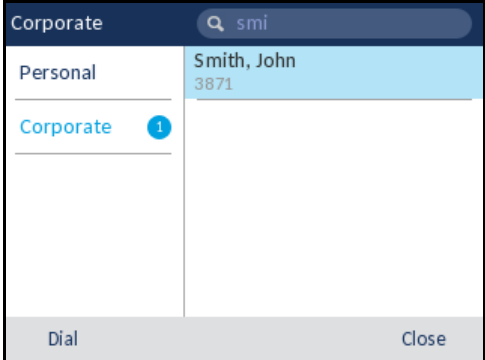 Corporate
smi
Personal
Corporate 1
Smith, John
3871
Dial
Close